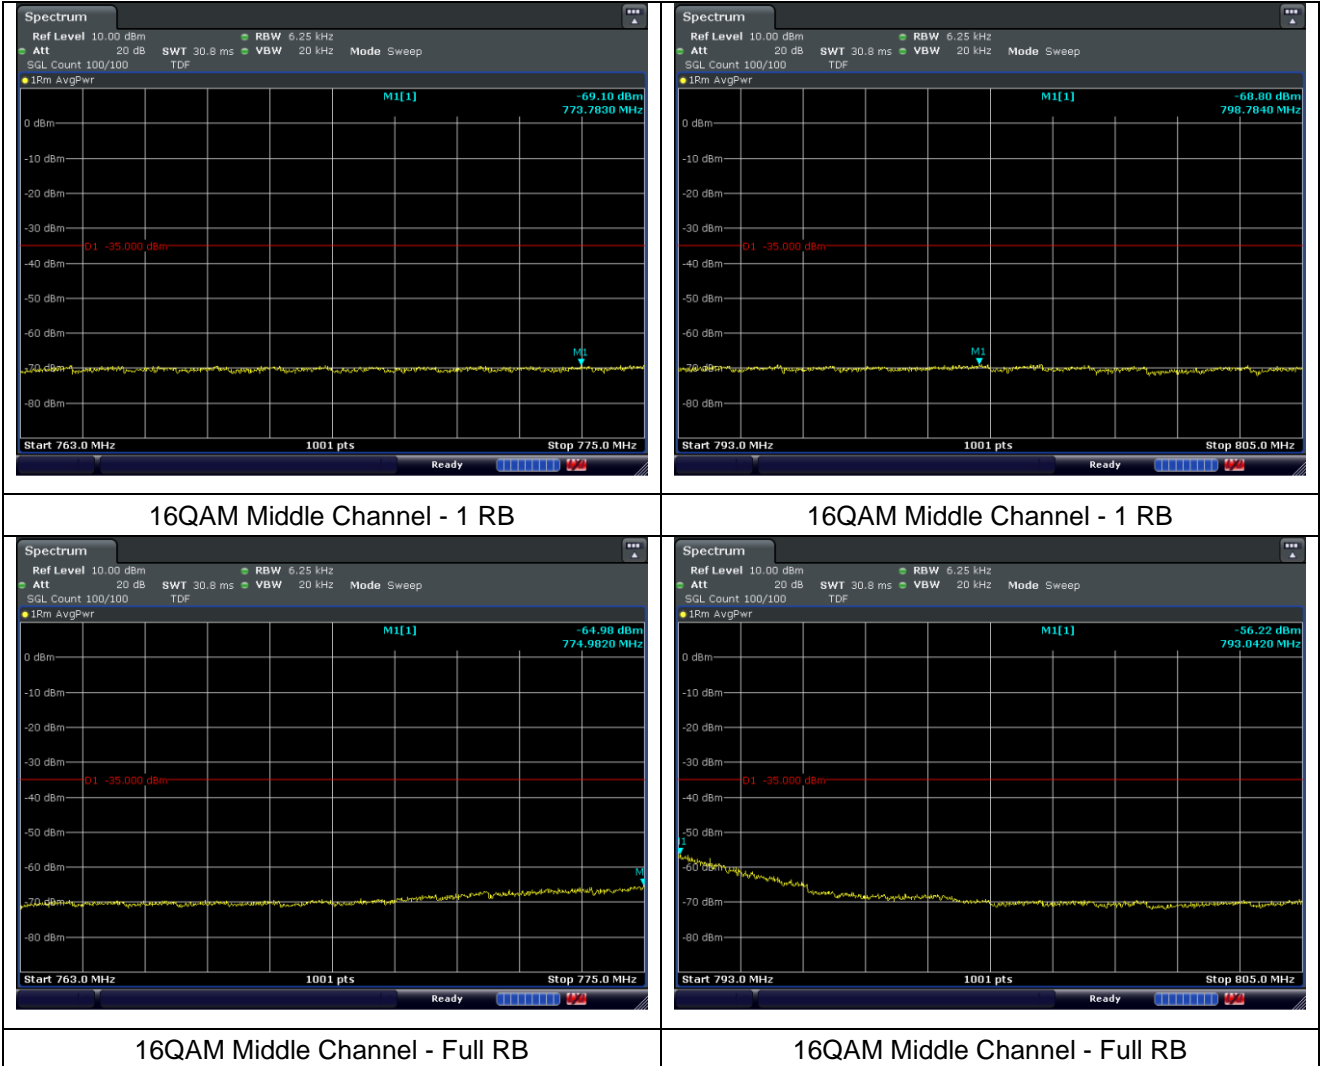 Spectrum
Ref Level 10.00 dBm RBW 6.25 kHz
Att 20 dB SWT 30.8 ms VBW 20 kHz Mode Sweep
SGL Count 100/100 TDF
1Rm AvgPwr
M1[1] -69.10 dBm
773.7830 MHz
0 dBm
-10 dBm
-20 dBm
-30 dBm
D1 -35.000 dBm
-40 dBm
-50 dBm
-60 dBm
M1
-70 dBm
-80 dBm
Start 763.0 MHz 1001 pts Stop 775.0 MHz
Ready
16QAM Middle Channel - 1 RB
Spectrum
Ref Level 10.00 dBm RBW 6.25 kHz
Att 20 dB SWT 30.8 ms VBW 20 kHz Mode Sweep
SGL Count 100/100 TDF
1Rm AvgPwr
M1[1] -68.80 dBm
798.7840 MHz
0 dBm
-10 dBm
-20 dBm
-30 dBm
D1 -35.000 dBm
-40 dBm
-50 dBm
-60 dBm
M1
-70 dBm
-80 dBm
Start 793.0 MHz 1001 pts Stop 805.0 MHz
Ready
16QAM Middle Channel - 1 RB
Spectrum
Ref Level 10.00 dBm RBW 6.25 kHz
Att 20 dB SWT 30.8 ms VBW 20 kHz Mode Sweep
SGL Count 100/100 TDF
1Rm AvgPwr
M1[1] -64.98 dBm
774.9820 MHz
0 dBm
-10 dBm
-20 dBm
-30 dBm
D1 -35.000 dBm
-40 dBm
-50 dBm
-60 dBm
M
-70 dBm
-80 dBm
Start 763.0 MHz 1001 pts Stop 775.0 MHz
Ready
16QAM Middle Channel - Full RB
Spectrum
Ref Level 10.00 dBm RBW 6.25 kHz
Att 20 dB SWT 30.8 ms VBW 20 kHz Mode Sweep
SGL Count 100/100 TDF
1Rm AvgPwr
M1[1] -56.22 dBm
793.0420 MHz
0 dBm
-10 dBm
-20 dBm
-30 dBm
D1 -35.000 dBm
-40 dBm
-50 dBm
1
-60 dBm
-70 dBm
-80 dBm
Start 793.0 MHz 1001 pts Stop 805.0 MHz
Ready
16QAM Middle Channel - Full RB